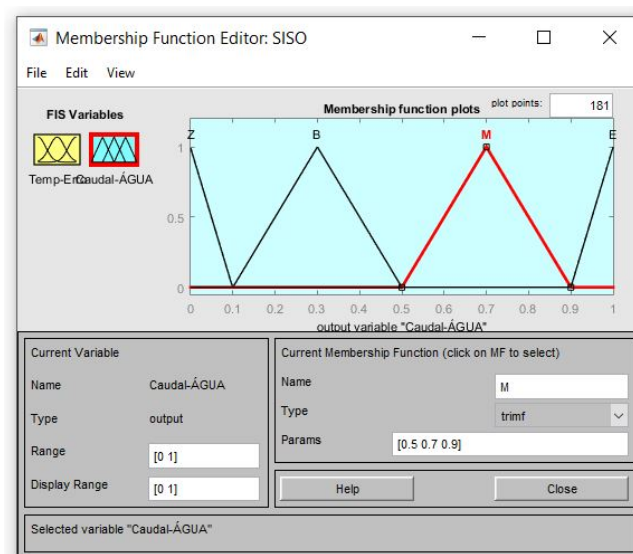 Membership Function Editor: SISO
File Edit View
FIS Variables
Temp-Erro
Caudal-ÁGUA
Membership function plots
plot points: 181
Z B M E
1
0.5
0
0 0.1 0.2 0.3 0.4 0.5 0.6 0.7 0.8 0.9 1
output variable "Caudal-ÁGUA"
Current Variable
Name Caudal-ÁGUA
Type output
Range [0 1]
Display Range [0 1]
Current Membership Function (click on MF to select)
Name M
Type trimf
Params [0.5 0.7 0.9]
Help Close
Selected variable "Caudal-ÁGUA"